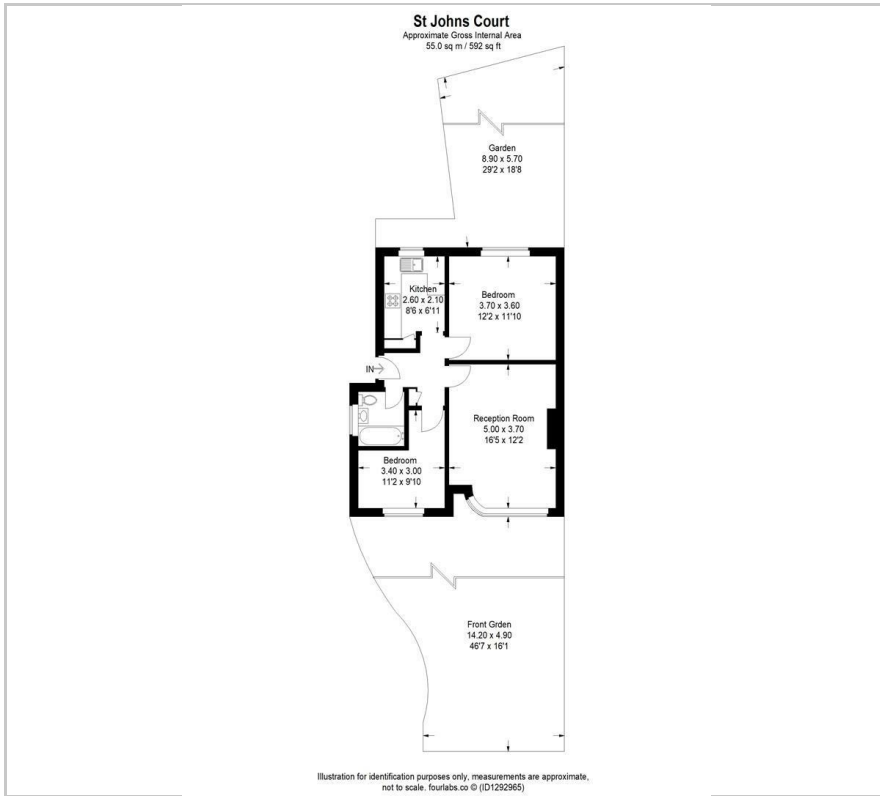 St Johns Court
Approximate Gross Internal Area
55.0 sq m / 592 sq ft
Garden
8.90 x 5.70
29'2 x 18'8
Kitchen
2.60 x 2.10
8'6 x 6'11
Bedroom
3.70 x 3.60
12'2 x 11'10
IN
Reception Room
5.00 x 3.70
16'5 x 12'2
Bedroom
3.40 x 3.00
11'2 x 9'10
Front Grden
14.20 x 4.90
46'7 x 16'1
Illustration for identification purposes only, measurements are approximate,
not to scale. fourlabs.co © (ID1292965)